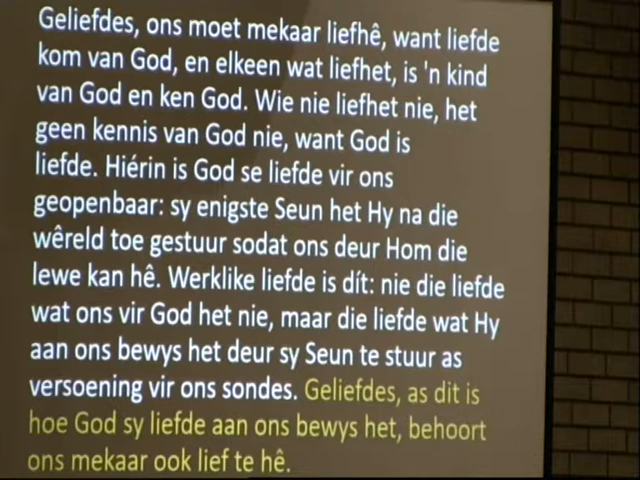 Geliefdes, ons moet mekaar liefhê, want liefde
kom van God, en elkeen wat liefhet, is 'n kind
van God en ken God. Wie nie liefhet nie, het
geen kennis van God nie, want God is
liefde. Hiérin is God se liefde vir ons
geopenbaar: sy enigste Seun het Hy na die
wêreld toe gestuur sodat ons deur Hom die
lewe kan hê. Werklike liefde is dít: nie die liefde
wat ons vir God het nie, maar die liefde wat Hy
aan ons bewys het deur sy Seun te stuur as
versoening vir ons sondes. Geliefdes, as dit is
hoe God sy liefde aan ons bewys het, behoort
ons mekaar ook lief te hê.